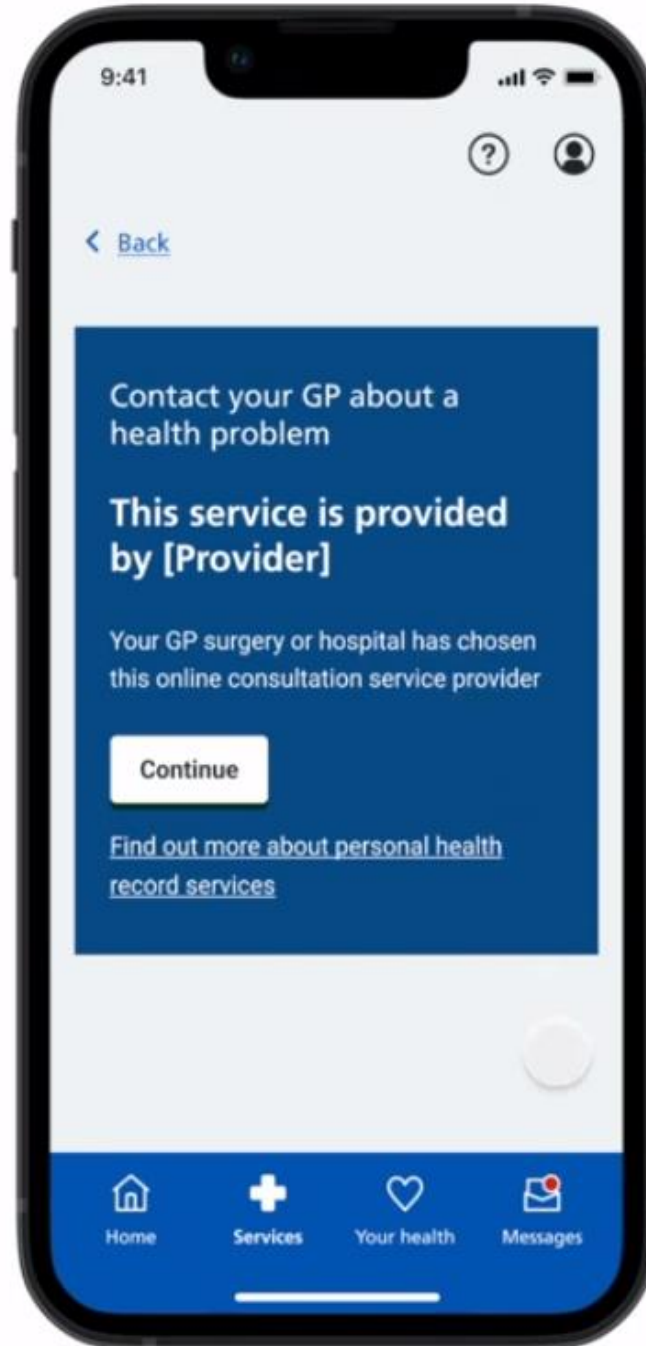 9:41
?
Back
Contact your GP about a
health problem
This service is provided
by [Provider]
Your GP surgery or hospital has chosen
this online consultation service provider
Continue
Find out more about personal health
record services
Home Services Your health Messages